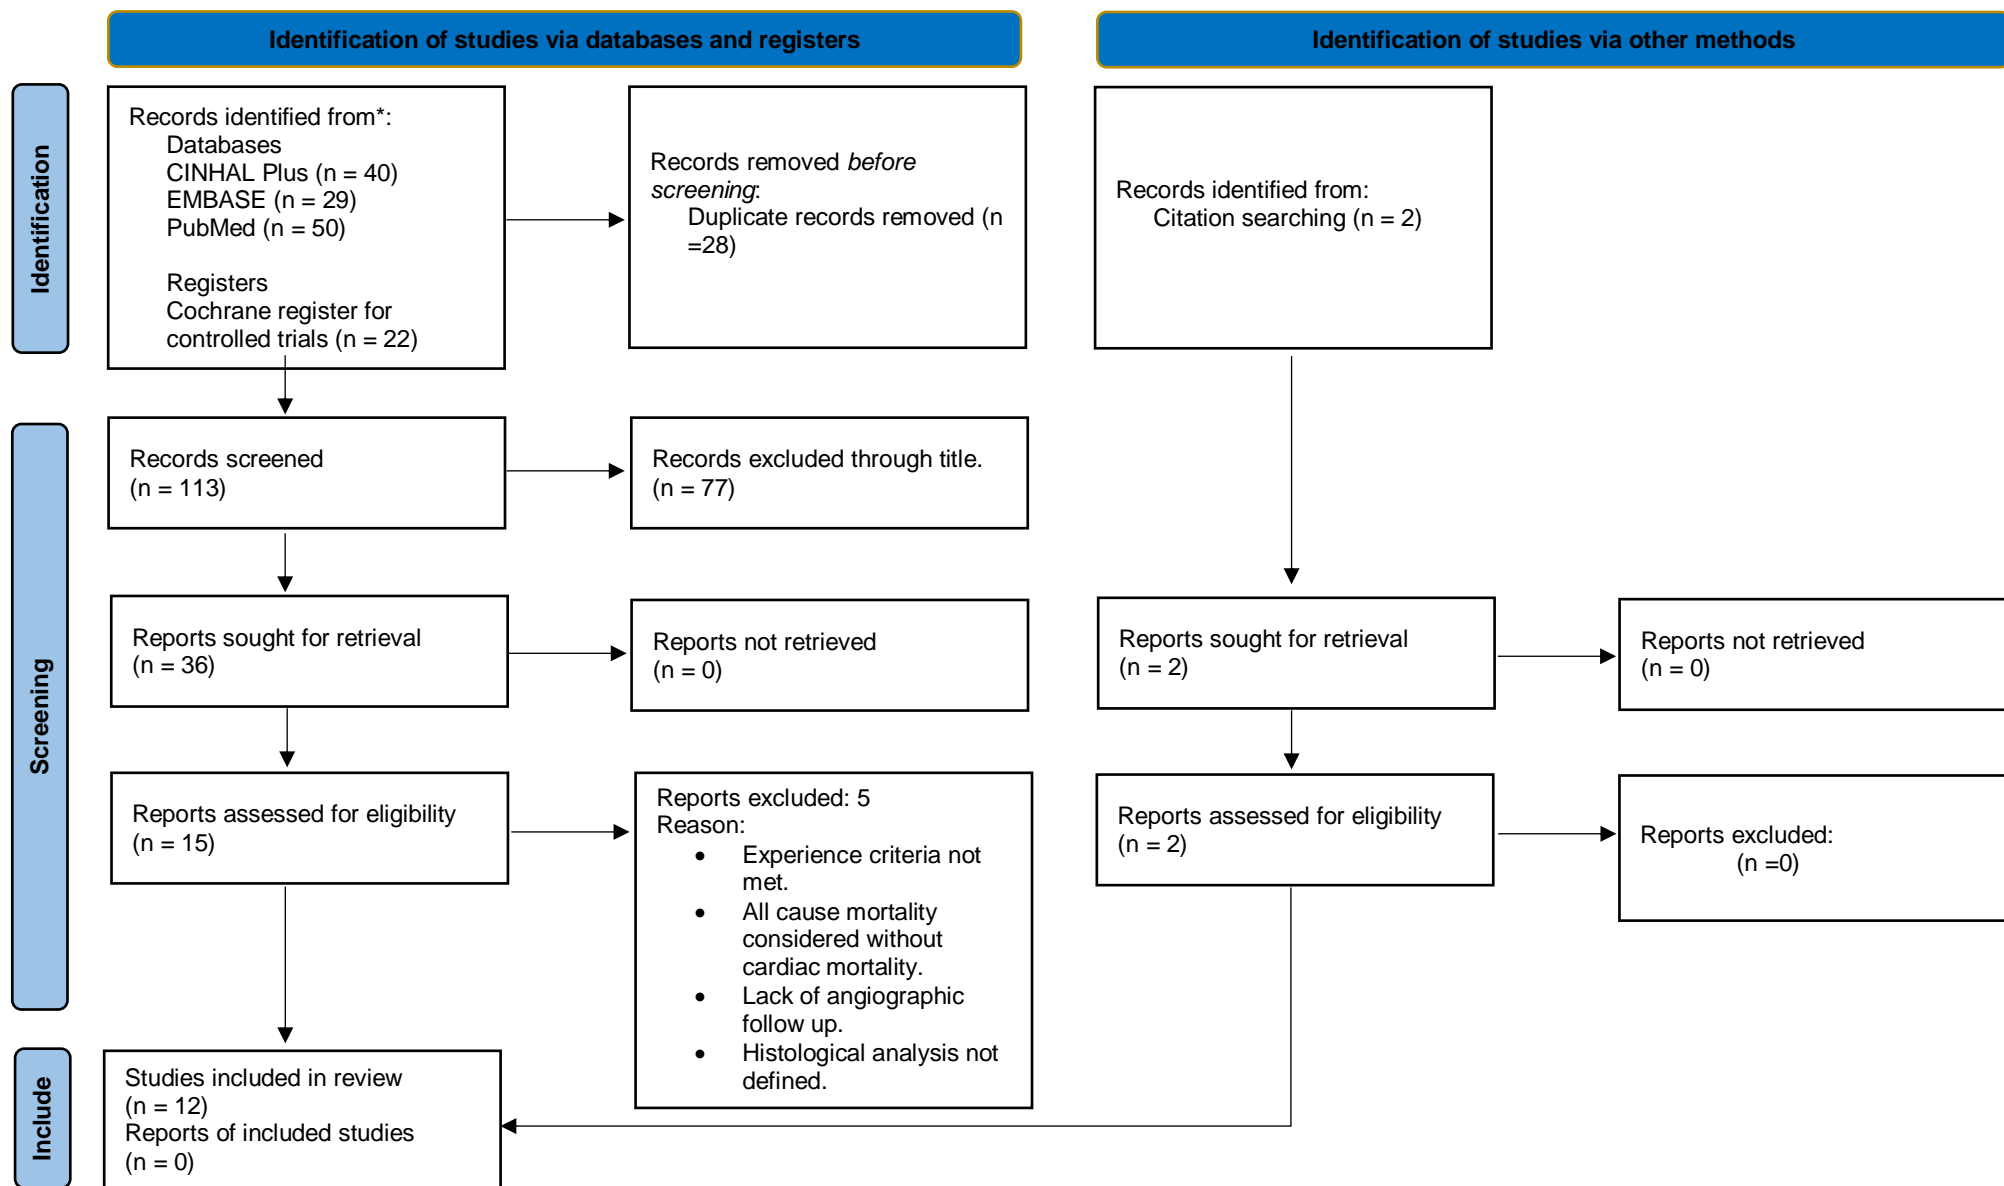 Identification of studies via databases and registers
Identification of studies via other methods
Identification
Records identified from*:
Databases
CINHAL Plus (n = 40)
EMBASE (n = 29)
PubMed (n = 50)
Registers
Cochrane register for
controlled trials (n = 22)
Records removed before
screening:
Duplicate records removed (n
=28)
Records identified from:
Citation searching (n = 2)
Screening
Records screened
(n = 113)
Records excluded through title.
(n = 77)
Reports sought for retrieval
(n = 36)
Reports not retrieved
(n = 0)
Reports sought for retrieval
(n = 2)
Reports not retrieved
(n = 0)
Reports assessed for eligibility
(n = 15)
Reports excluded: 5
Reason:
• Experience criteria not
met.
• All cause mortality
considered without
cardiac mortality.
• Lack of angiographic
follow up.
• Histological analysis not
defined.
Reports assessed for eligibility
(n = 2)
Reports excluded:
(n =0)
Include
Studies included in review
(n = 12)
Reports of included studies
(n = 0)